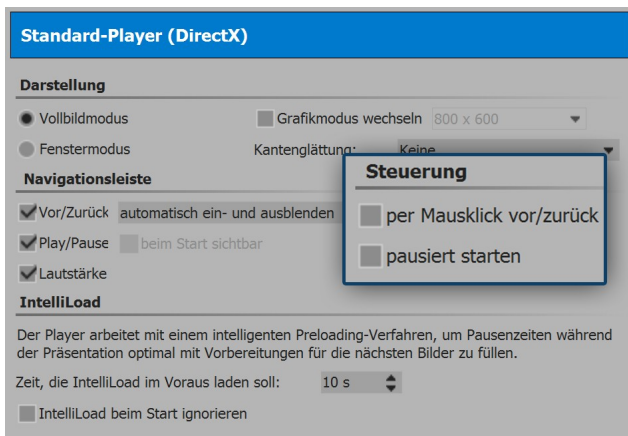 Standard-Player (DirectX)
Darstellung
Vollbildmodus
Grafikmodus wechseln 800 x 600
Fenstermodus
Kantenglättung: Keine
Steuerung
per Mausklick vor/zurück
pausiert starten
Navigationsleiste
Vor/Zurück automatisch ein- und ausblenden
Play/Pause beim Start sichtbar
Lautstärke
IntelliLoad
Der Player arbeitet mit einem intelligenten Preloading-Verfahren, um Pausenzeiten während
der Präsentation optimal mit Vorbereitungen für die nächsten Bilder zu füllen.
Zeit, die IntelliLoad im Voraus laden soll: 10 s
IntelliLoad beim Start ignorieren